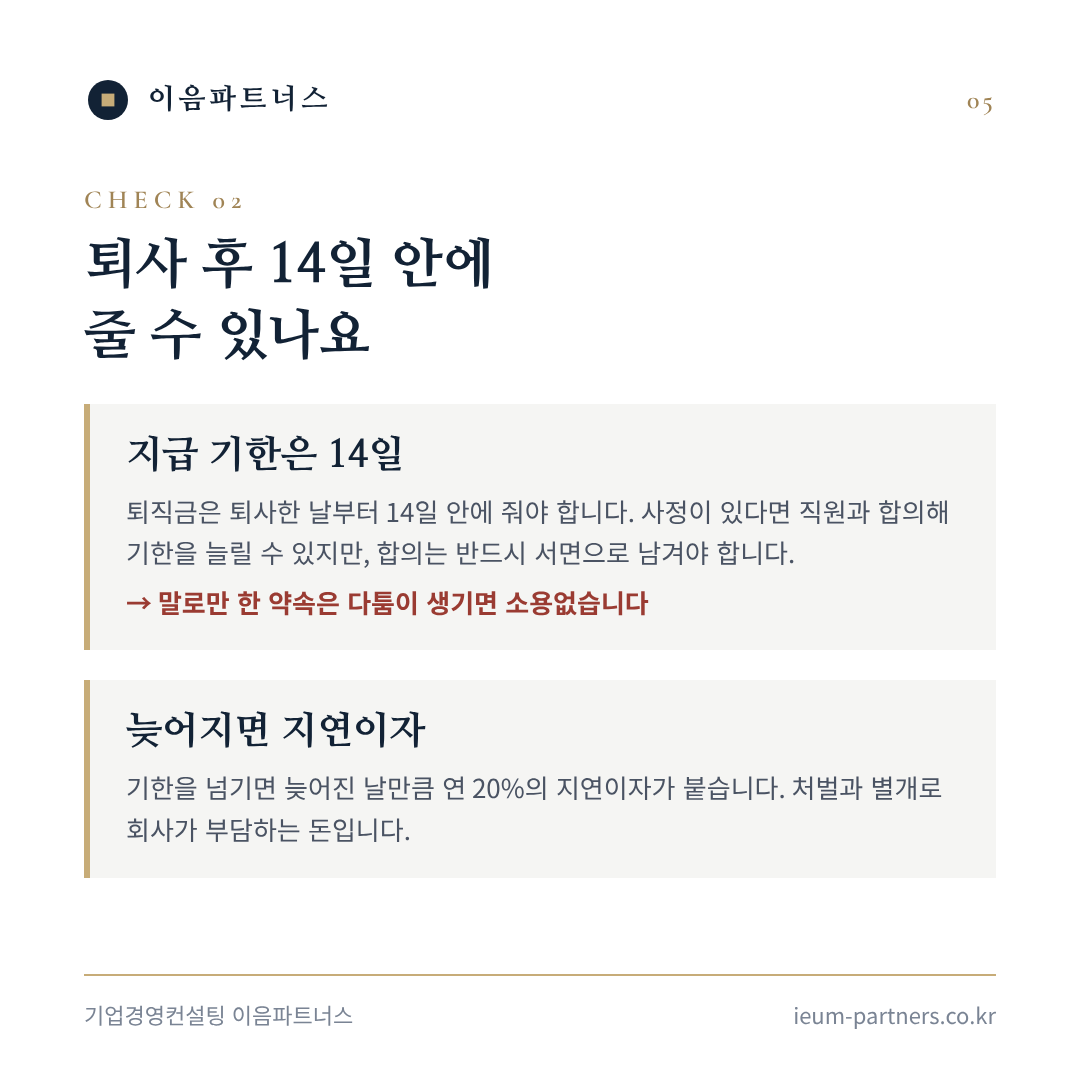 이음파트너스
05
CHECK 02
퇴사 후 14일 안에
줄 수 있나요
지급 기한은 14일
퇴직금은 퇴사한 날부터 14일 안에 줘야 합니다. 사정이 있다면 직원과 합의해
기한을 늘릴 수 있지만, 합의는 반드시 서면으로 남겨야 합니다.
→ 말로만 한 약속은 다툼이 생기면 소용없습니다
늦어지면 지연이자
기한을 넘기면 늦어진 날만큼 연 20%의 지연이자가 붙습니다. 처벌과 별개로
회사가 부담하는 돈입니다.
기업경영컨설팅 이음파트너스
ieum-partners.co.kr